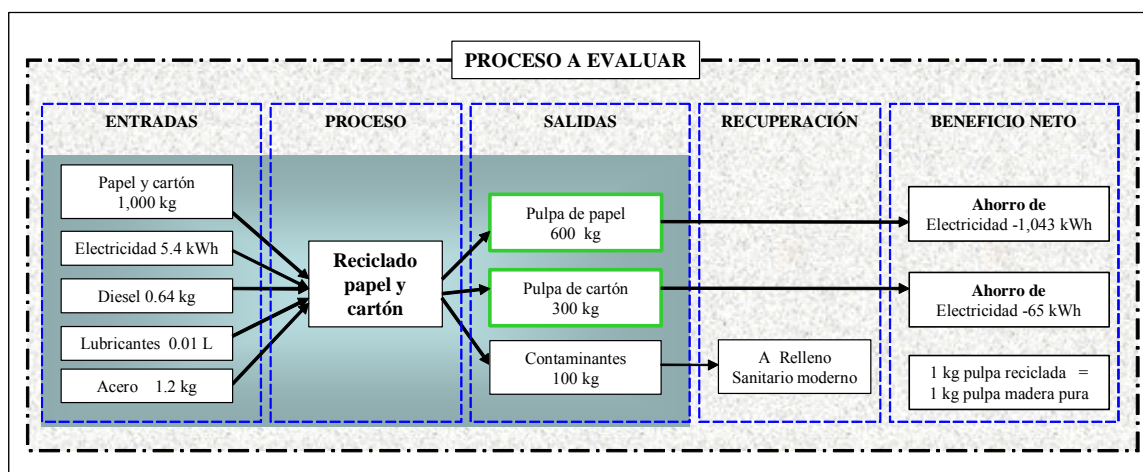 PROCESO A EVALUAR
ENTRADAS
Papel y cartón
1,000 kg
Electricidad 5.4 kWh
Diesel 0.64 kg
Lubricantes 0.01 L
Acero 1.2 kg
PROCESO
Reciclado
papel y
cartón
SALIDAS
Pulpa de papel
600 kg
Pulpa de cartón
300 kg
Contaminantes
100 kg
RECUPERACIÓN
A Relleno
Sanitario moderno
BENEFICIO NETO
Ahorro de
Electricidad -1,043 kWh
Ahorro de
Electricidad -65 kWh
1 kg pulpa reciclada =
1 kg pulpa madera pura